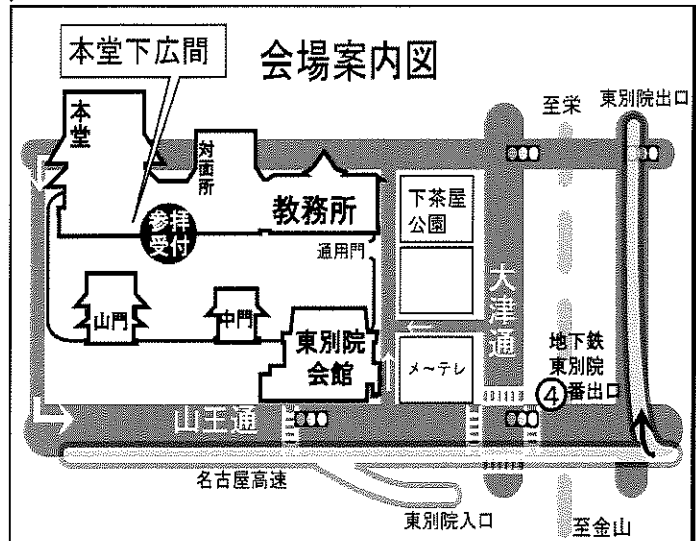 会場案内図
本堂下広間
至栄
東別院出口
本堂
対面所
教務所
下茶屋
公園
参拝
受付
通用門
大津通
山門
中門
東別院
会館
メ〜テレ
地下鉄
東別院
④番出口
山王通
名古屋高速
東別院入口
至金山